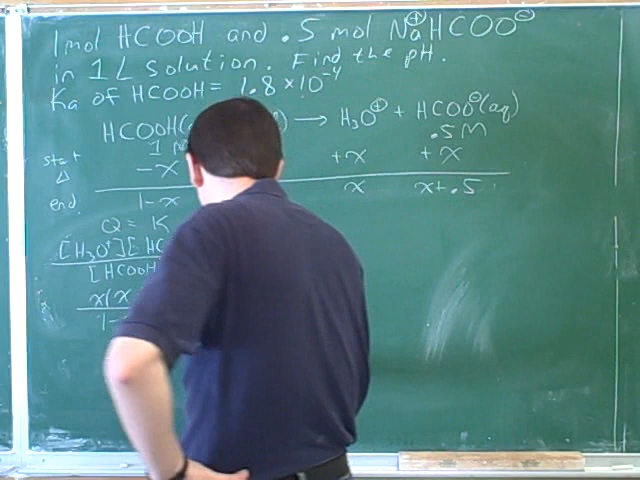 1mol HCOOH and .5 mol Na⊕HCOO⊖
in 1L solution. Find the pH.
Ka of HCOOH = 1.8 × 10⁻⁴
HCOOH( ) → H₃O⊕ + HCOO⊖(aq)
1 .5M
start -x +x +x
Δ
end 1-x x x+.5
Q = K
[H₃O⁺][HC
[HCOOH
x(x
1-